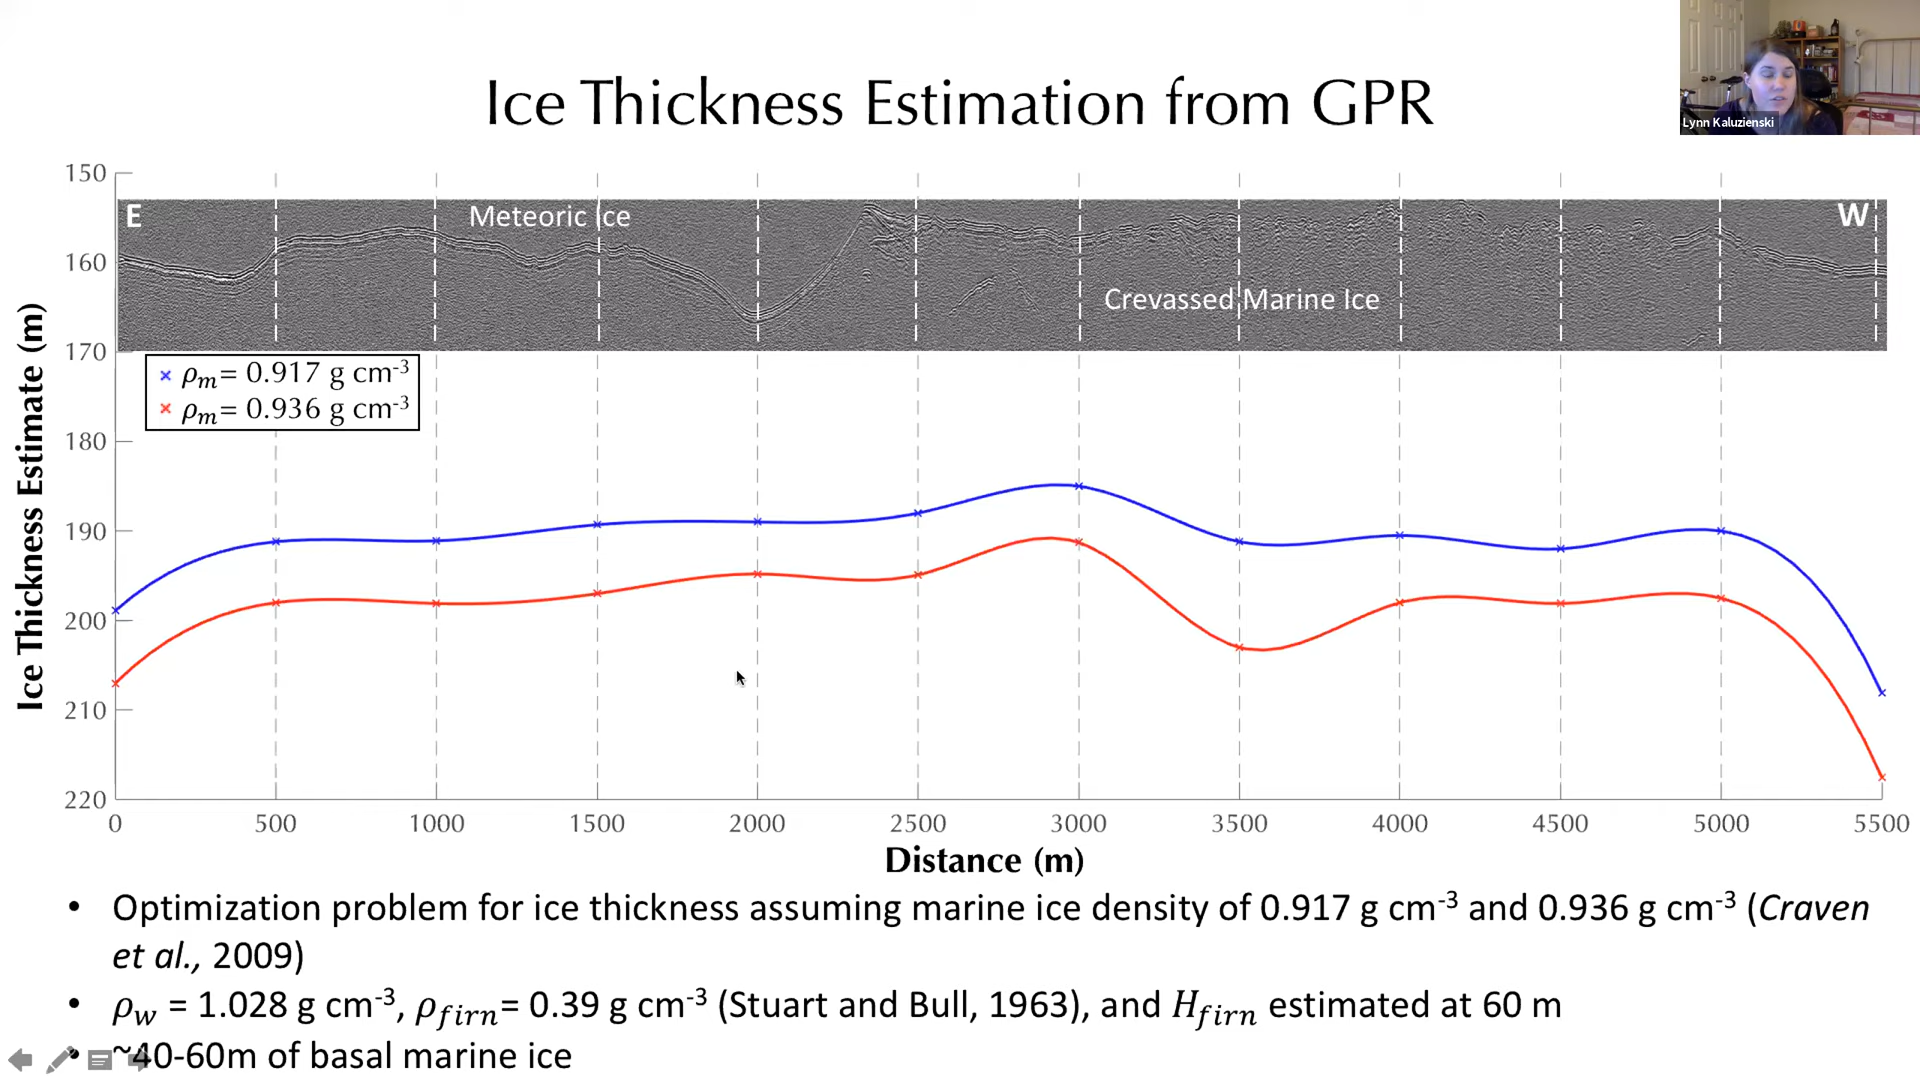 Ice Thickness Estimation from GPR
Lynn Kaluzienski
150
160
170
180
190
200
210
220
Ice Thickness Estimate (m)
E
Meteoric Ice
W
Crevassed Marine Ice
ρm= 0.917 g cm-3
ρm= 0.936 g cm-3
0 500 1000 1500 2000 2500 3000 3500 4000 4500 5000 5500
Distance (m)
• Optimization problem for ice thickness assuming marine ice density of 0.917 g cm-3 and 0.936 g cm-3 (Craven
et al., 2009)
• ρw = 1.028 g cm-3, ρfirn= 0.39 g cm-3 (Stuart and Bull, 1963), and Hfirn estimated at 60 m
• ~40-60m of basal marine ice